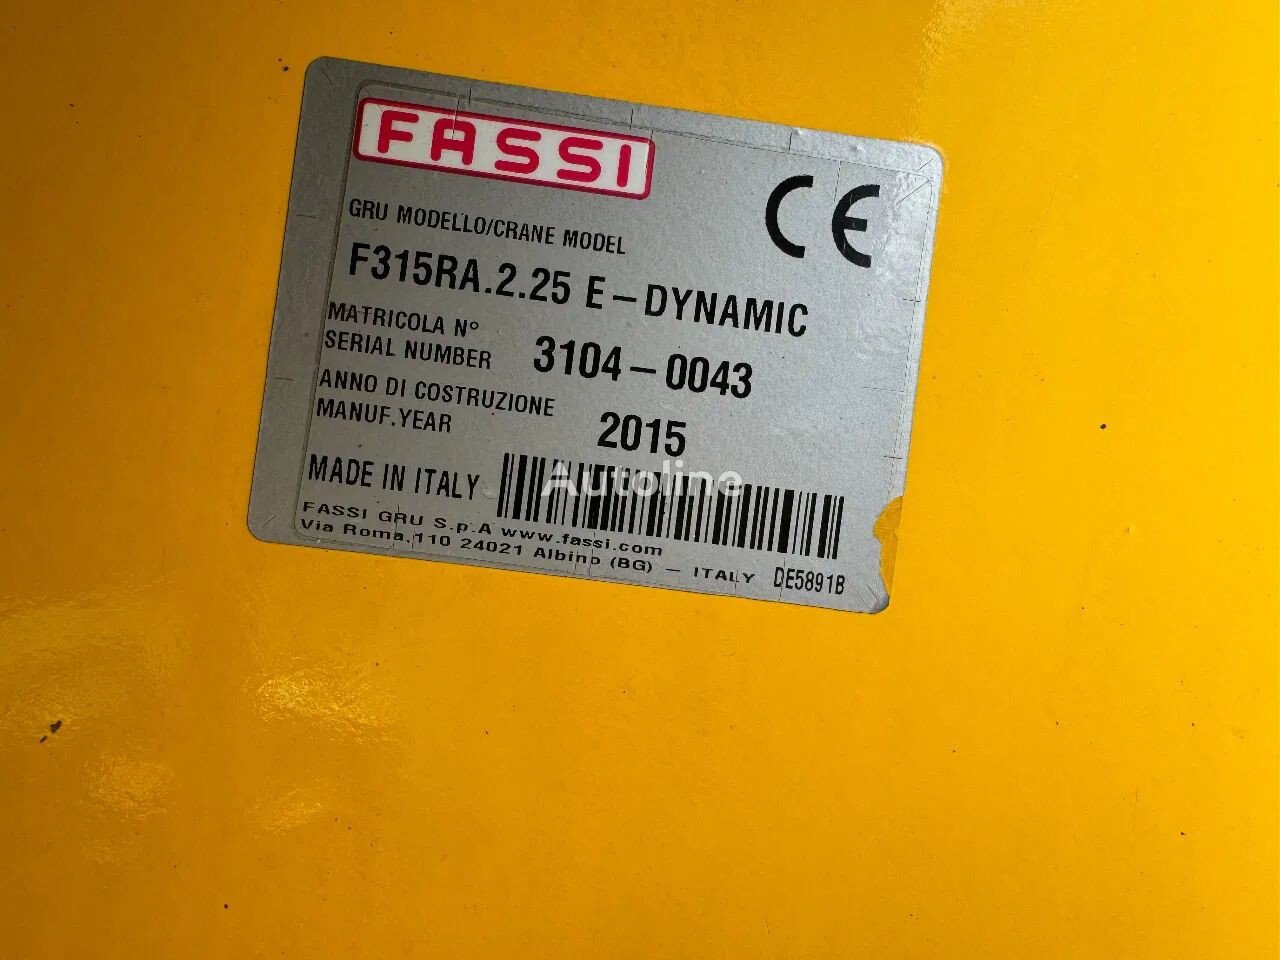 FASSI
CE
GRU MODELLO/CRANE MODEL
F315RA.2.25 E-DYNAMIC
MATRICOLA N°
SERIAL NUMBER
3104-0043
ANNO DI COSTRUZIONE
MANUF.YEAR
2015
MADE IN ITALY
Autoline
FASSI GRU S.p.A www.fassi.com
Via Roma,110 24021 Albino (BG) - ITALY
DE5891B